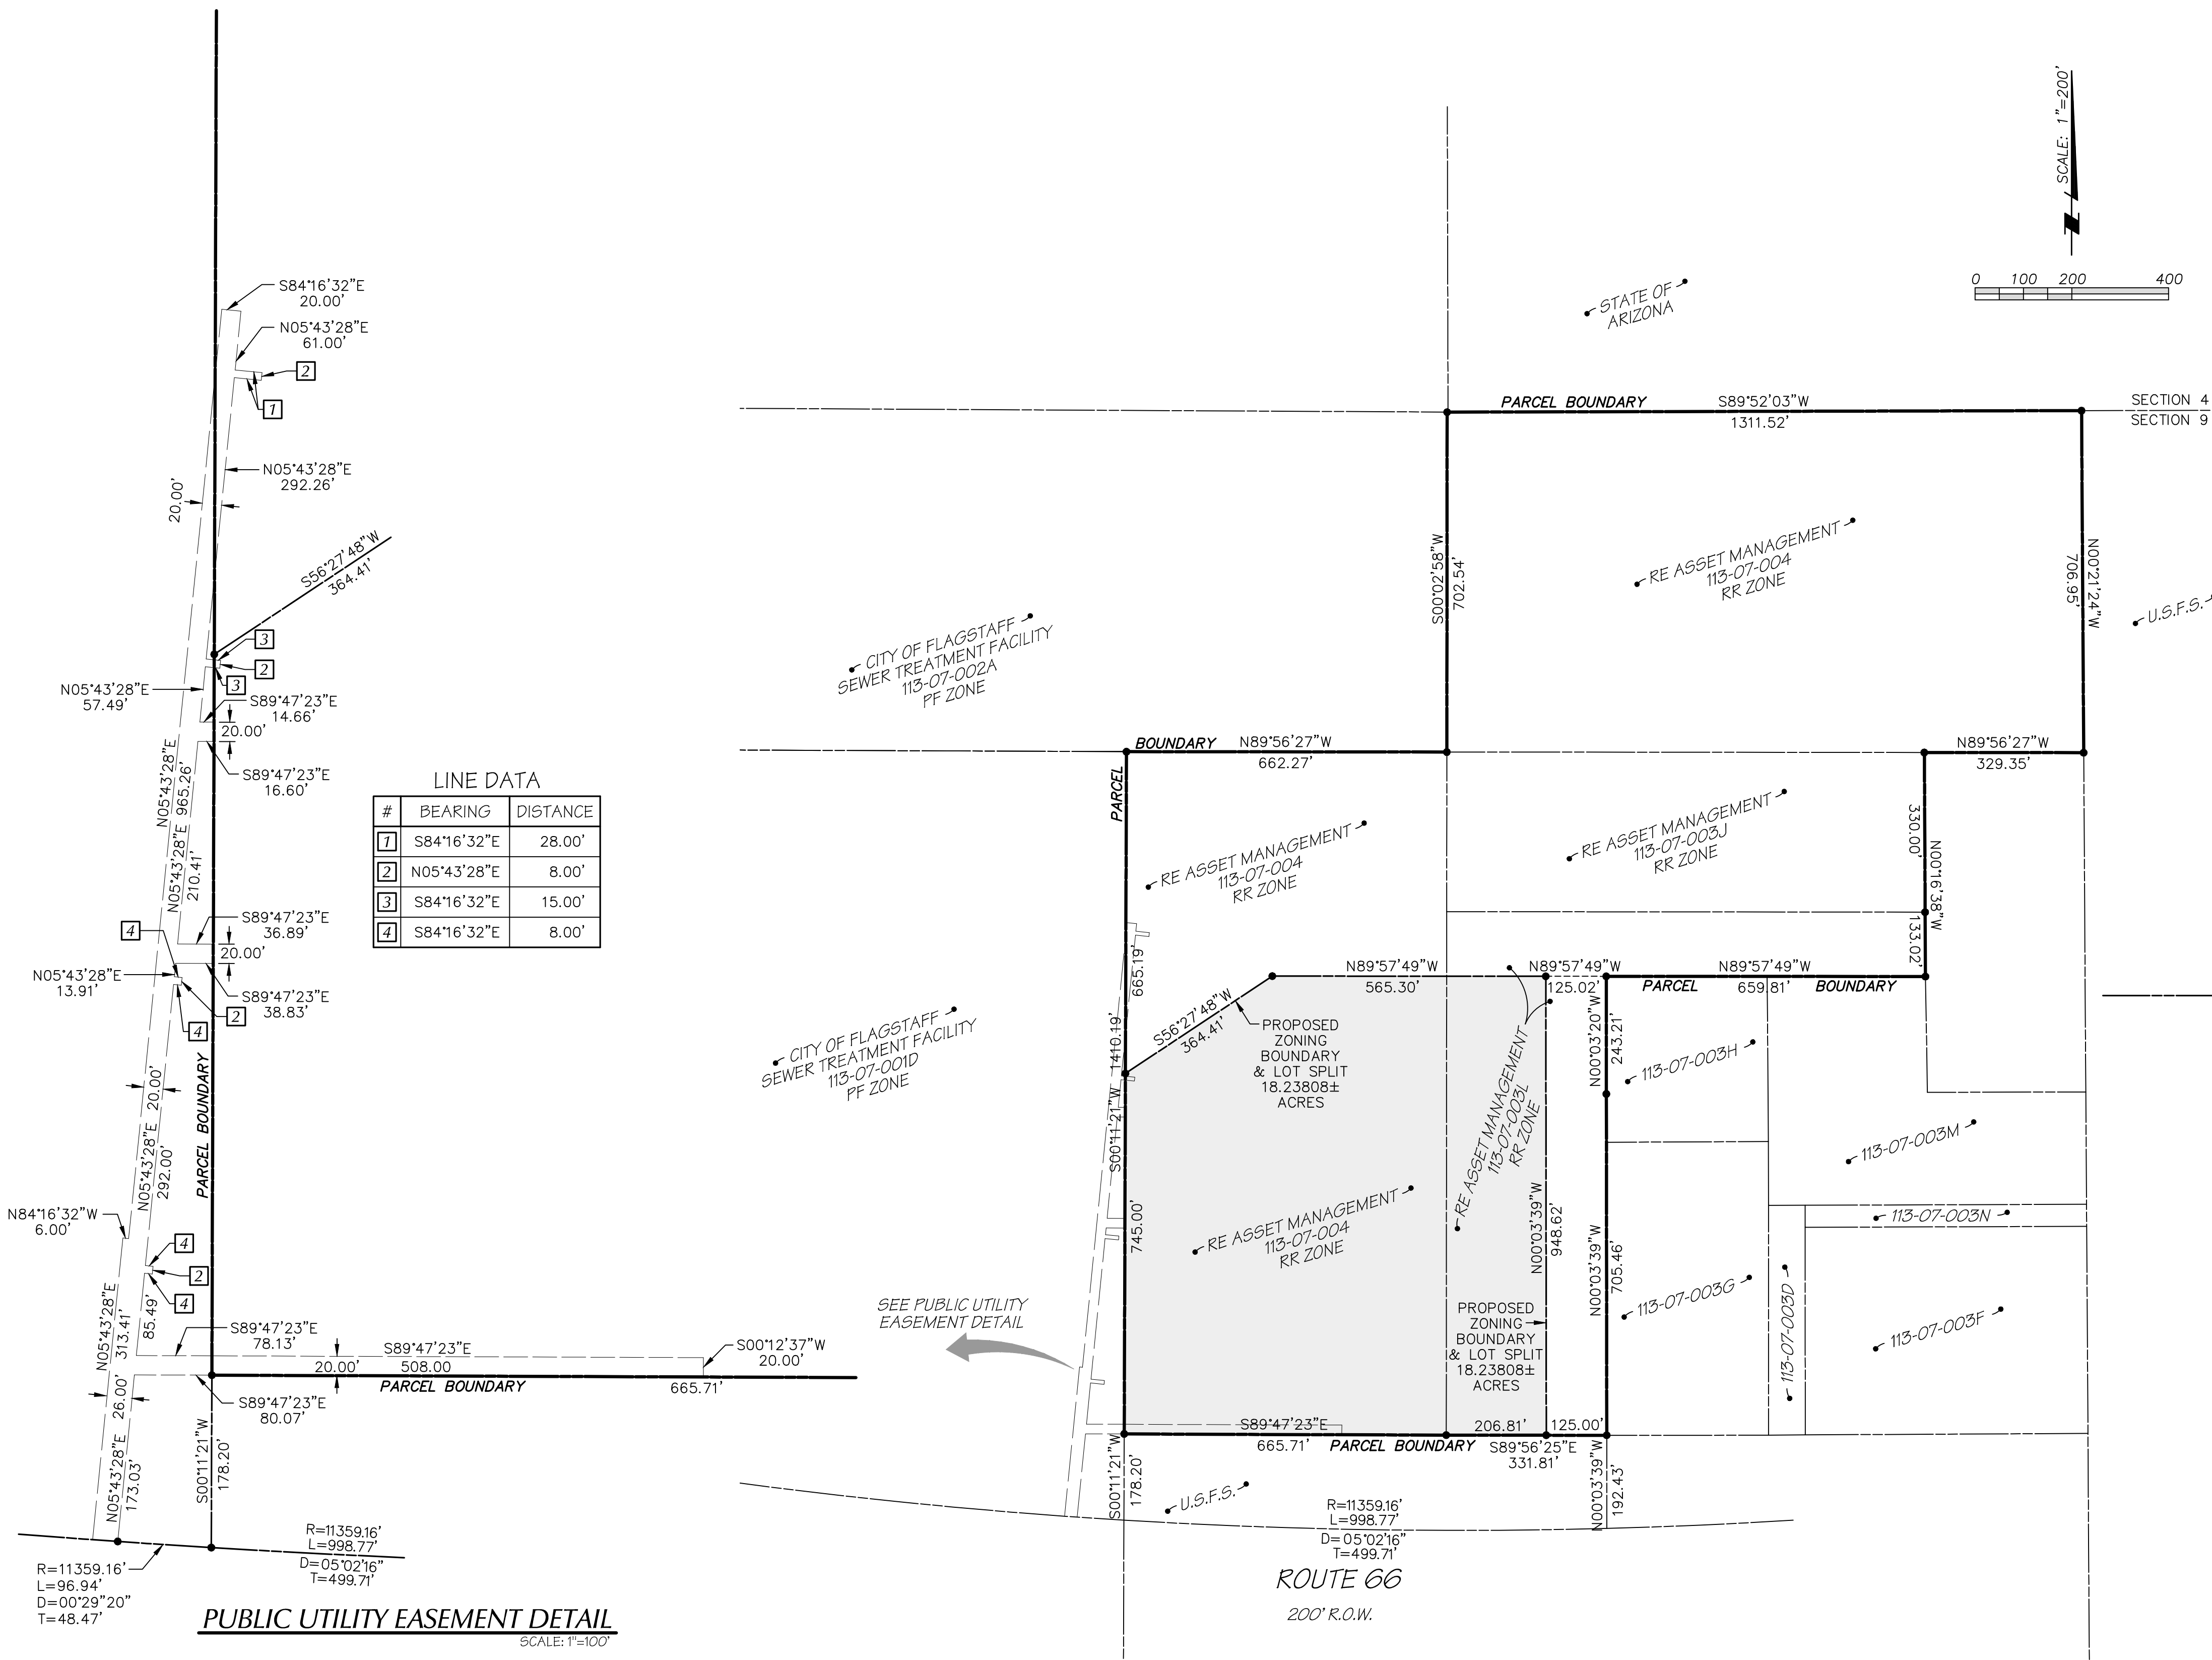 S84°16'32"E
20.00'
N05°43'28"E
61.00'
2
1
N05°43'28"E
292.26'
20.00'
S56°27'48"W
364.41'
3
2
3
N05°43'28"E
57.49'
S89°47'23"E
14.66'
20.00'
S89°47'23"E
16.60'
N05°43'28"E
965.26'
N05°43'28"E
210.41'
S89°47'23"E
36.89'
20.00'
4
N05°43'28"E
13.91'
S89°47'23"E
38.83'
2
4
PARCEL BOUNDARY
20.00'
N05°43'28"E
292.00'
N84°16'32"W
6.00'
4
2
4
N05°43'28"E
313.41'
85.49'
S89°47'23"E
78.13'
S89°47'23"E
20.00'
508.00
S00°12'37"W
20.00'
PARCEL BOUNDARY
665.71'
26.00'
S89°47'23"E
80.07'
N05°43'28"E
173.03'
S00°11'21"W
178.20'
R=11359.16'
L=998.77'
D=05°02'16"
T=499.71'
R=11359.16'
L=96.94'
D=00°29"20"
T=48.47'
PUBLIC UTILITY EASEMENT DETAIL
SCALE: 1"=100'
LINE DATA
# BEARING DISTANCE
1 S84°16'32"E 28.00'
2 N05°43'28"E 8.00'
3 S84°16'32"E 15.00'
4 S84°16'32"E 8.00'
SCALE: 1"=200'
0 100 200 400
STATE OF
ARIZONA
PARCEL BOUNDARY
S89°52'03"W
1311.52'
SECTION 4
SECTION 9
S00°02'58"W
702.54'
RE ASSET MANAGEMENT
113-07-004
RR ZONE
N00°21'24"W
706.95'
U.S.F.S.
CITY OF FLAGSTAFF
SEWER TREATMENT FACILITY
113-07-002A
PF ZONE
BOUNDARY
N89°56'27"W
662.27'
N89°56'27"W
329.35'
PARCEL
RE ASSET MANAGEMENT
113-07-004
RR ZONE
RE ASSET MANAGEMENT
113-07-003J
RR ZONE
330.00'
N00°16'38"W
133.02'
665.19'
N89°57'49"W
565.30'
N89°57'49"W
125.02'
N89°57'49"W
PARCEL
659.81'
BOUNDARY
CITY OF FLAGSTAFF
SEWER TREATMENT FACILITY
113-07-001D
PF ZONE
S56°27'48"W
364.41'
1410.19'
S00°11'21"W
PROPOSED
ZONING
BOUNDARY
& LOT SPLIT
18.23808±
ACRES
RE ASSET MANAGEMENT
113-07-003L
RR ZONE
N00°03'20"W
243.21'
113-07-003H
745.00'
RE ASSET MANAGEMENT
113-07-004
RR ZONE
N00°03'39"W
948.62'
N00°03'39"W
705.46'
113-07-003M
113-07-003N
113-07-003G
113-07-003D
113-07-003F
SEE PUBLIC UTILITY
EASEMENT DETAIL
PROPOSED
ZONING
BOUNDARY
& LOT SPLIT
18.23808±
ACRES
S89°47'23"E
665.71'
PARCEL BOUNDARY
206.81'
125.00'
S89°56'25"E
331.81'
S00°11'21"W
178.20'
N00°03'39"W
192.43'
U.S.F.S.
R=11359.16'
L=998.77'
D=05°02'16"
T=499.71'
ROUTE 66
200' R.O.W.